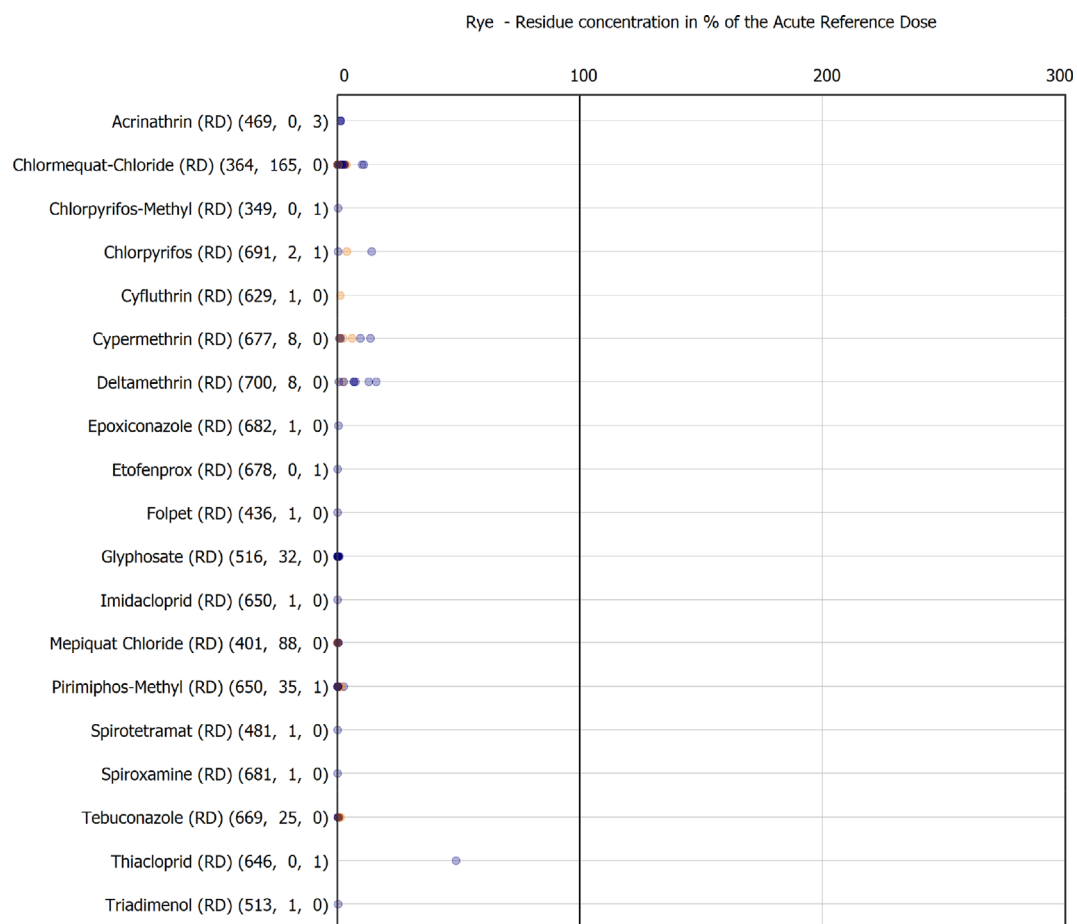 Rye - Residue concentration in % of the Acute Reference Dose
0 100 200 300
Acrinathrin (RD) (469, 0, 3)
Chlormequat-Chloride (RD) (364, 165, 0)
Chlorpyrifos-Methyl (RD) (349, 0, 1)
Chlorpyrifos (RD) (691, 2, 1)
Cyfluthrin (RD) (629, 1, 0)
Cypermethrin (RD) (677, 8, 0)
Deltamethrin (RD) (700, 8, 0)
Epoxiconazole (RD) (682, 1, 0)
Etofenprox (RD) (678, 0, 1)
Folpet (RD) (436, 1, 0)
Glyphosate (RD) (516, 32, 0)
Imidacloprid (RD) (650, 1, 0)
Mepiquat Chloride (RD) (401, 88, 0)
Pirimiphos-Methyl (RD) (650, 35, 1)
Spirotetramat (RD) (481, 1, 0)
Spiroxamine (RD) (681, 1, 0)
Tebuconazole (RD) (669, 25, 0)
Thiacloprid (RD) (646, 0, 1)
Triadimenol (RD) (513, 1, 0)